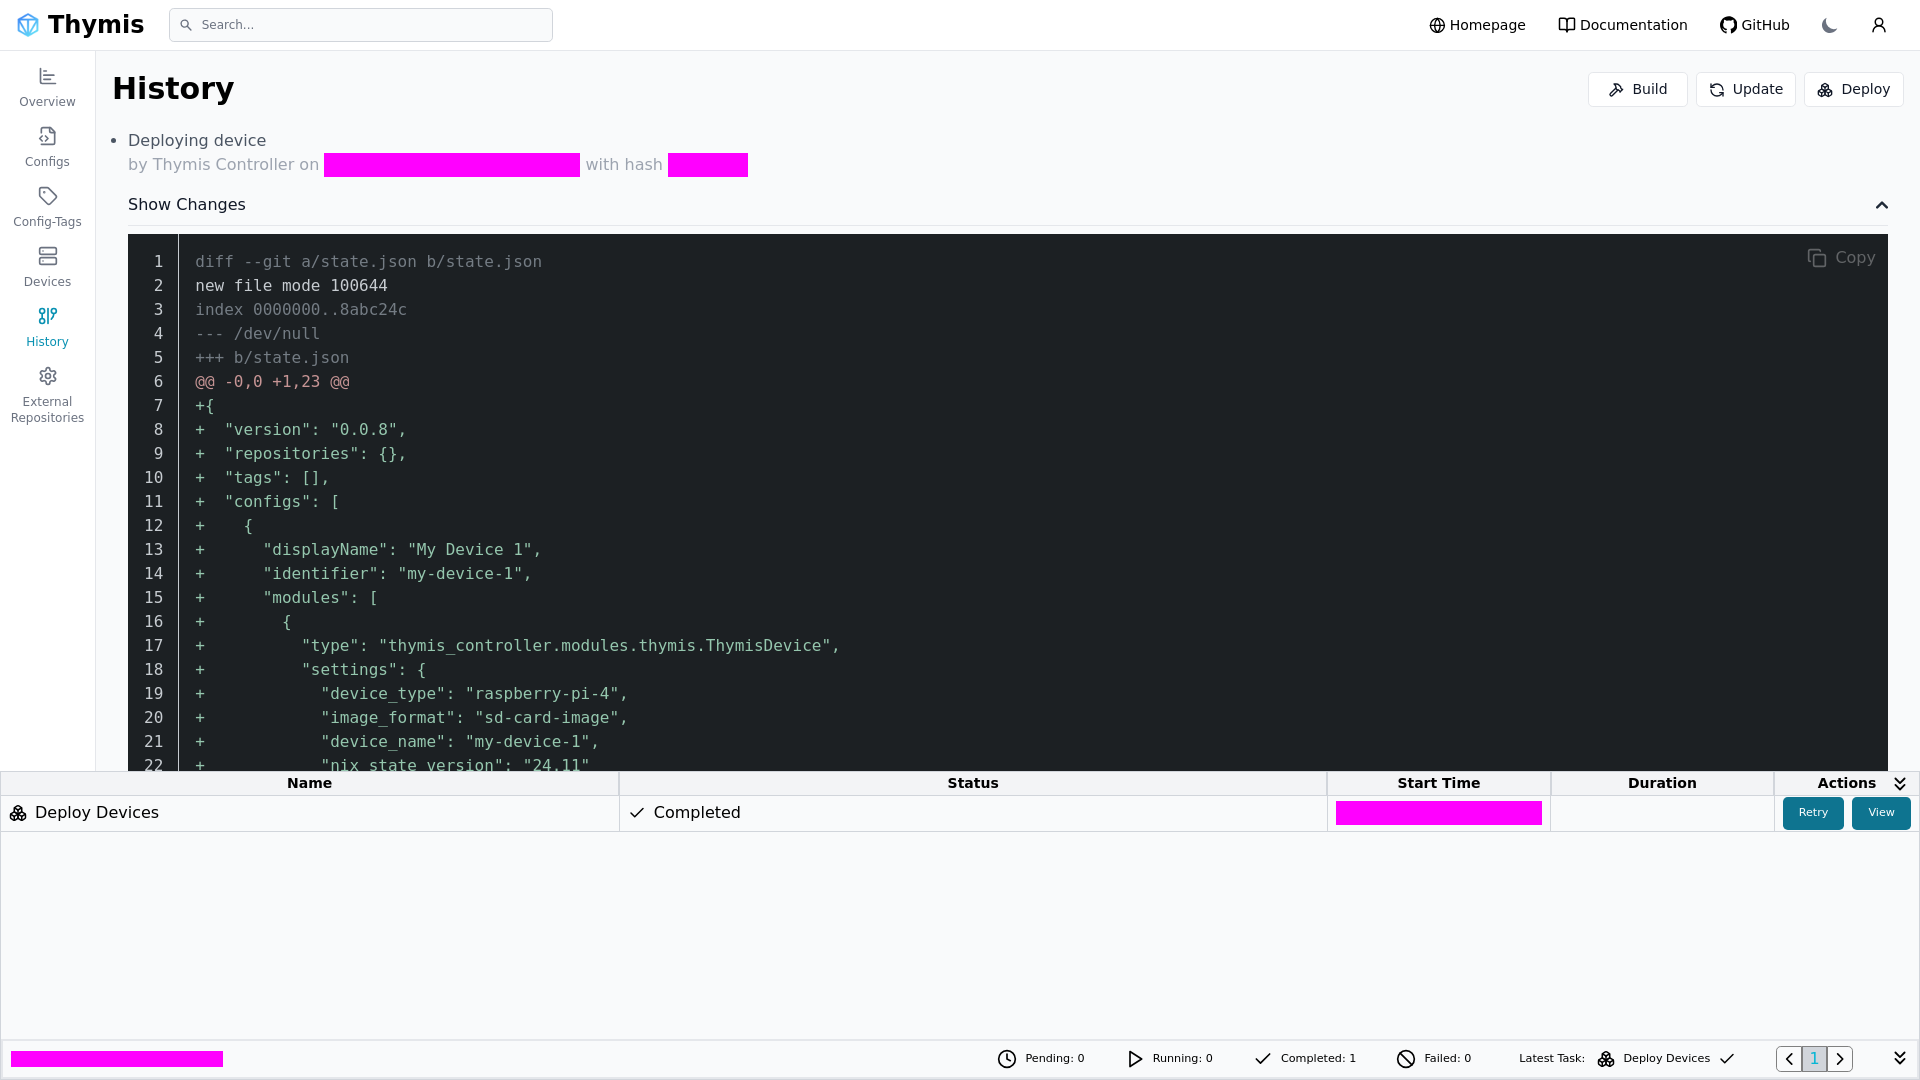 Thymis
Search...
Homepage
Documentation
GitHub
Overview
Configs
Config-Tags
Devices
History
External
Repositories
History
Build
Update
Deploy
Deploying device
by Thymis Controller on
with hash
Show Changes
Copy
1 diff --git a/state.json b/state.json
2 new file mode 100644
3 index 0000000..8abc24c
4 --- /dev/null
5 +++ b/state.json
6 @@ -0,0 +1,23 @@
7 +{
8 +  "version": "0.0.8",
9 +  "repositories": {},
10 +  "tags": [],
11 +  "configs": [
12 +    {
13 +      "displayName": "My Device 1",
14 +      "identifier": "my-device-1",
15 +      "modules": [
16 +        {
17 +          "type": "thymis_controller.modules.thymis.ThymisDevice",
18 +          "settings": {
19 +            "device_type": "raspberry-pi-4",
20 +            "image_format": "sd-card-image",
21 +            "device_name": "my-device-1",
22 +            "nix_state_version": "24.11"
Name Status Start Time Duration Actions
Deploy Devices Completed Retry View
Pending: 0 Running: 0 Completed: 1 Failed: 0 Latest Task: Deploy Devices 1